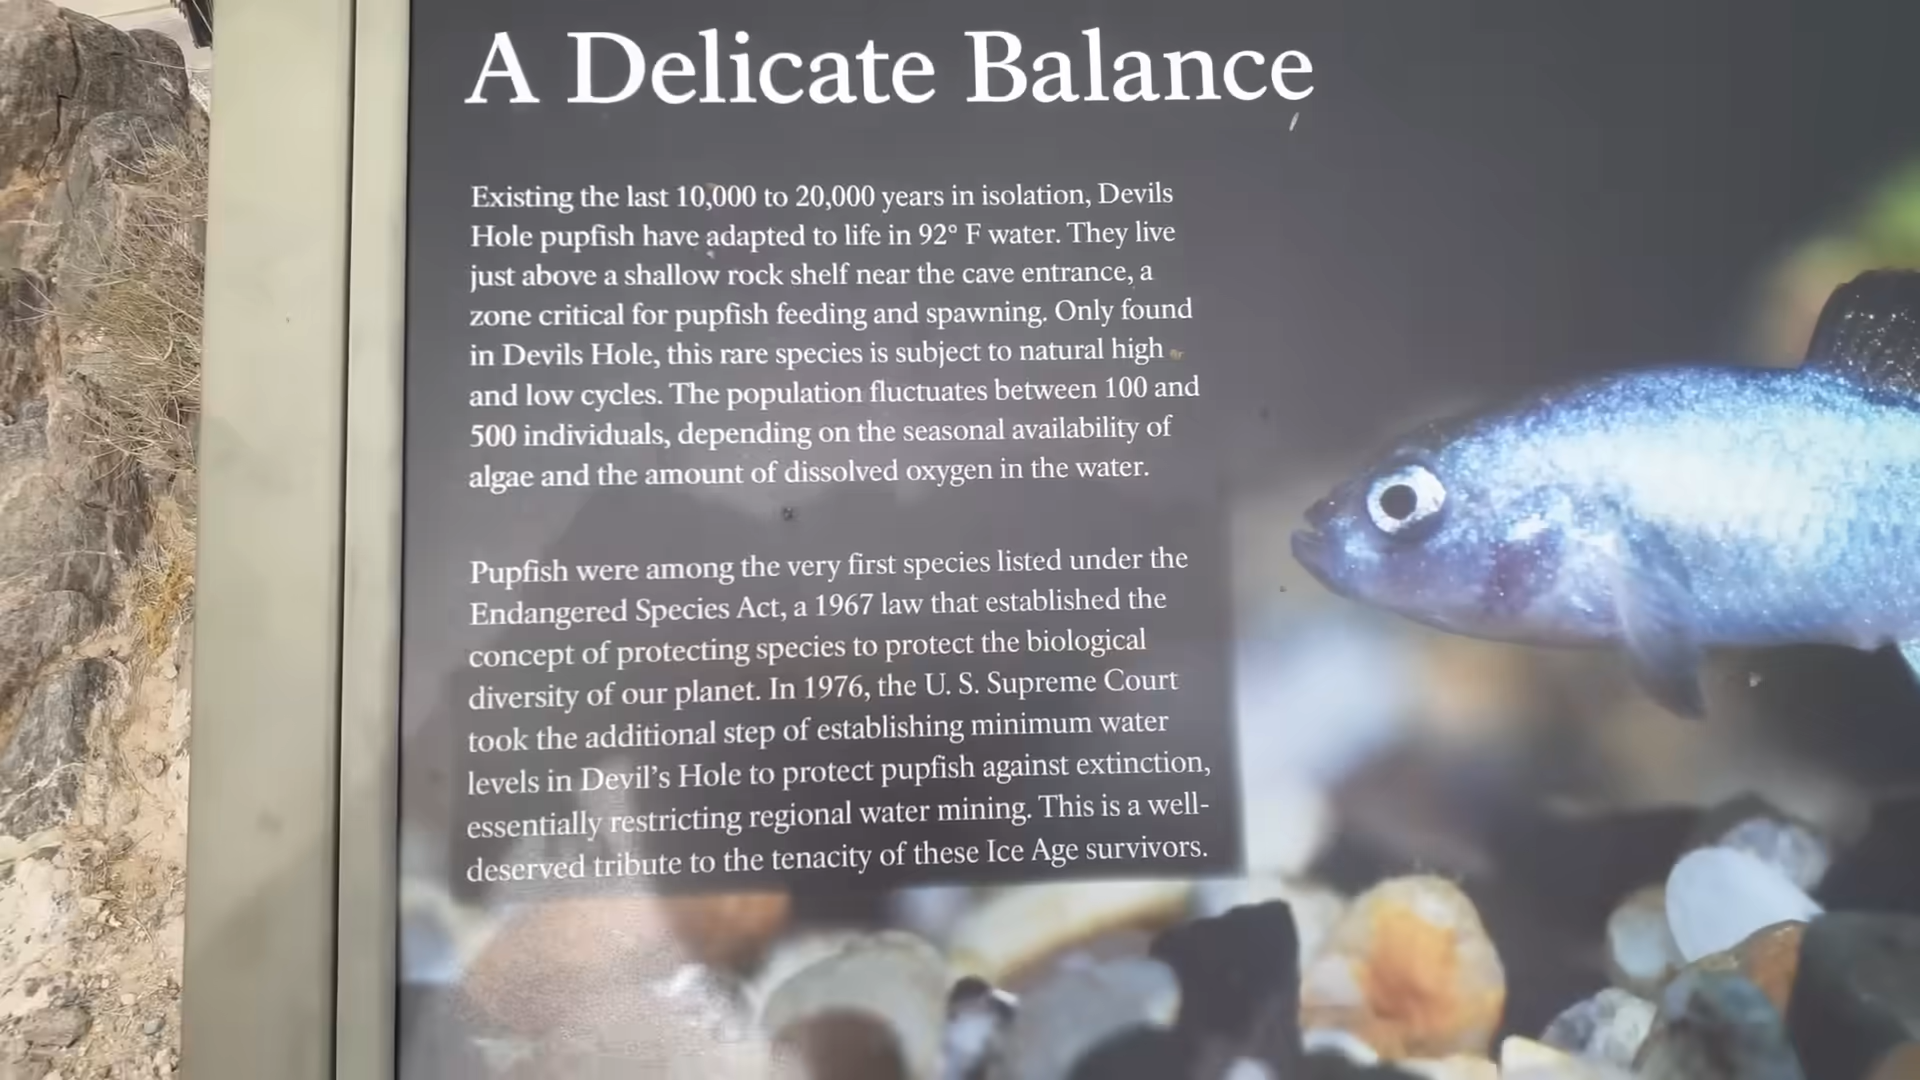 A Delicate Balance
Existing the last 10,000 to 20,000 years in isolation, Devils
Hole pupfish have adapted to life in 92° F water. They live
just above a shallow rock shelf near the cave entrance, a
zone critical for pupfish feeding and spawning. Only found
in Devils Hole, this rare species is subject to natural high
and low cycles. The population fluctuates between 100 and
500 individuals, depending on the seasonal availability of
algae and the amount of dissolved oxygen in the water.
Pupfish were among the very first species listed under the
Endangered Species Act, a 1967 law that established the
concept of protecting species to protect the biological
diversity of our planet. In 1976, the U. S. Supreme Court
took the additional step of establishing minimum water
levels in Devil’s Hole to protect pupfish against extinction,
essentially restricting regional water mining. This is a well-
deserved tribute to the tenacity of these Ice Age survivors.